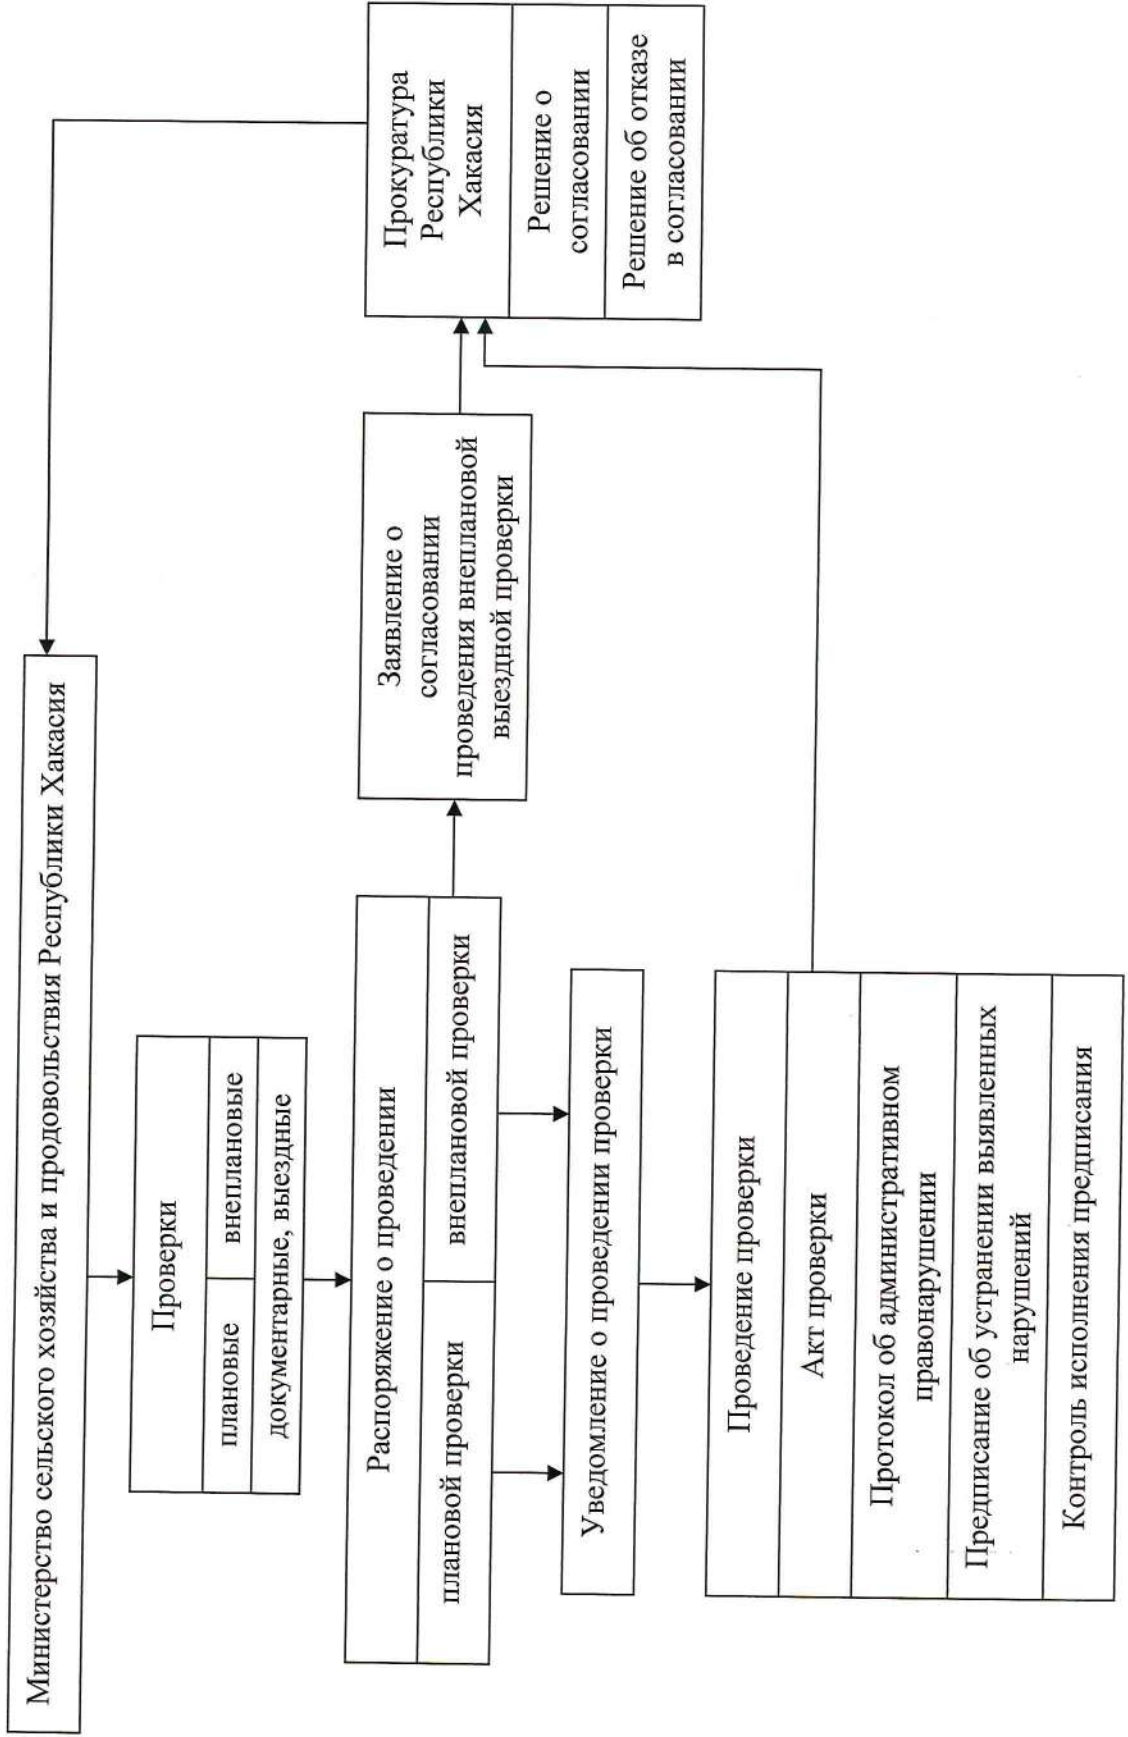 Министерство сельского хозяйства и продовольствия Республики Хакасия
Проверки
плановые
внеплановые
документарные, выездные
Распоряжение о проведении
плановой проверки
внеплановой проверки
Заявление о
согласовании
проведения внеплановой
выездной проверки
Прокуратура
Республики
Хакасия
Решение о
согласовании
Решение об отказе
в согласовании
Уведомление о проведении проверки
Проведение проверки
Акт проверки
Протокол об административном
правонарушении
Предписание об устранении выявленных
нарушений
Контроль исполнения предписания